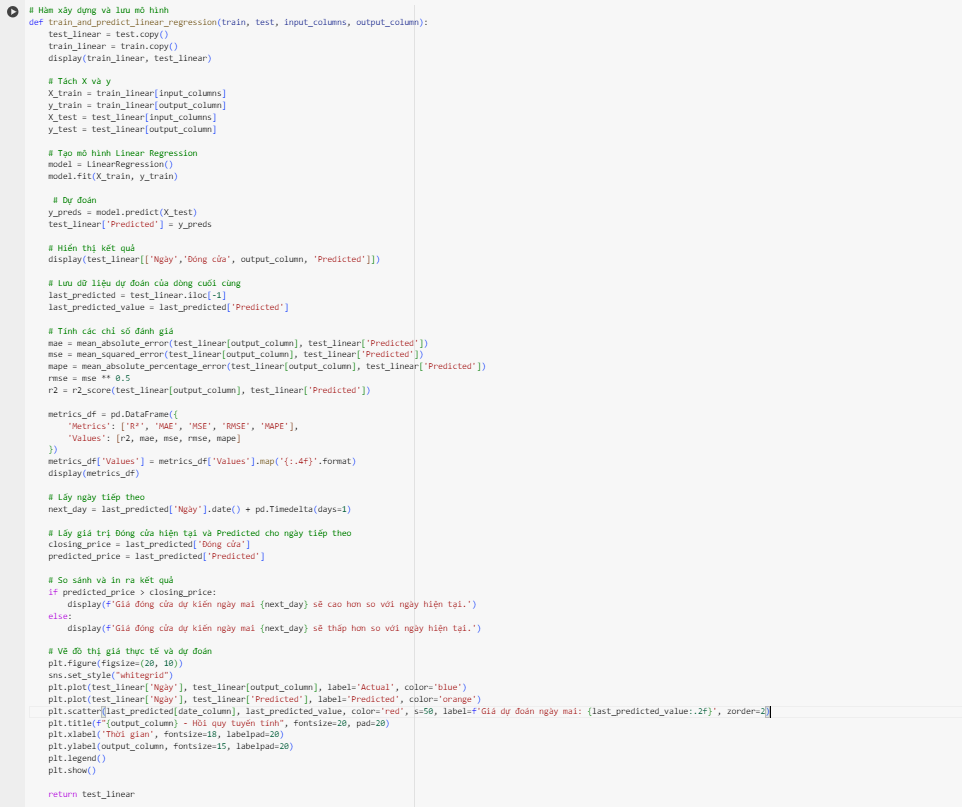 # Hàm xây dựng và lưu mô hình
def train_and_predict_linear_regression(train, test, input_columns, output_column):
    test_linear = test.copy()
    train_linear = train.copy()
    display(train_linear, test_linear)
    # Tách X và y
    X_train = train_linear[input_columns]
    y_train = train_linear[output_column]
    X_test = test_linear[input_columns]
    y_test = test_linear[output_column]
    # Tạo mô hình Linear Regression
    model = LinearRegression()
    model.fit(X_train, y_train)
     # Dự đoán
    y_preds = model.predict(X_test)
    test_linear['Predicted'] = y_preds
    # Hiển thị kết quả
    display(test_linear[['Ngày','Đóng cửa', output_column, 'Predicted']])
    # Lưu dữ liệu dự đoán của dòng cuối cùng
    last_predicted = test_linear.iloc[-1]
    last_predicted_value = last_predicted['Predicted']
    # Tính các chỉ số đánh giá
    mae = mean_absolute_error(test_linear[output_column], test_linear['Predicted'])
    mse = mean_squared_error(test_linear[output_column], test_linear['Predicted'])
    mape = mean_absolute_percentage_error(test_linear[output_column], test_linear['Predicted'])
    rmse = mse ** 0.5
    r2 = r2_score(test_linear[output_column], test_linear['Predicted'])
    metrics_df = pd.DataFrame({
        'Metrics': ['R²', 'MAE', 'MSE', 'RMSE', 'MAPE'],
        'Values': [r2, mae, mse, rmse, mape]
    })
    metrics_df['Values'] = metrics_df['Values'].map('{:.4f}'.format)
    display(metrics_df)
    # Lấy ngày tiếp theo
    next_day = last_predicted['Ngày'].date() + pd.Timedelta(days=1)
    # Lấy giá trị Đóng cửa hiện tại và Predicted cho ngày tiếp theo
    closing_price = last_predicted['Đóng cửa']
    predicted_price = last_predicted['Predicted']
    # So sánh và in ra kết quả
    if predicted_price > closing_price:
        display(f'Giá đóng cửa dự kiến ngày mai {next_day} sẽ cao hơn so với ngày hiện tại.')
    else:
        display(f'Giá đóng cửa dự kiến ngày mai {next_day} sẽ thấp hơn so với ngày hiện tại.')
    # Vẽ đồ thị giá thực tế và dự đoán
    plt.figure(figsize=(20, 10))
    sns.set_style("whitegrid")
    plt.plot(test_linear['Ngày'], test_linear[output_column], label='Actual', color='blue')
    plt.plot(test_linear['Ngày'], test_linear['Predicted'], label='Predicted', color='orange')
    plt.scatter(last_predicted[date_column], last_predicted_value, color='red', s=50, label=f'Giá dự đoán ngày mai: {last_predicted_value:.2f}', zorder=2)
    plt.title(f"{output_column} - Hồi quy tuyến tính", fontsize=20, pad=20)
    plt.xlabel('Thời gian', fontsize=18, labelpad=20)
    plt.ylabel(output_column, fontsize=15, labelpad=20)
    plt.legend()
    plt.show()
    return test_linear